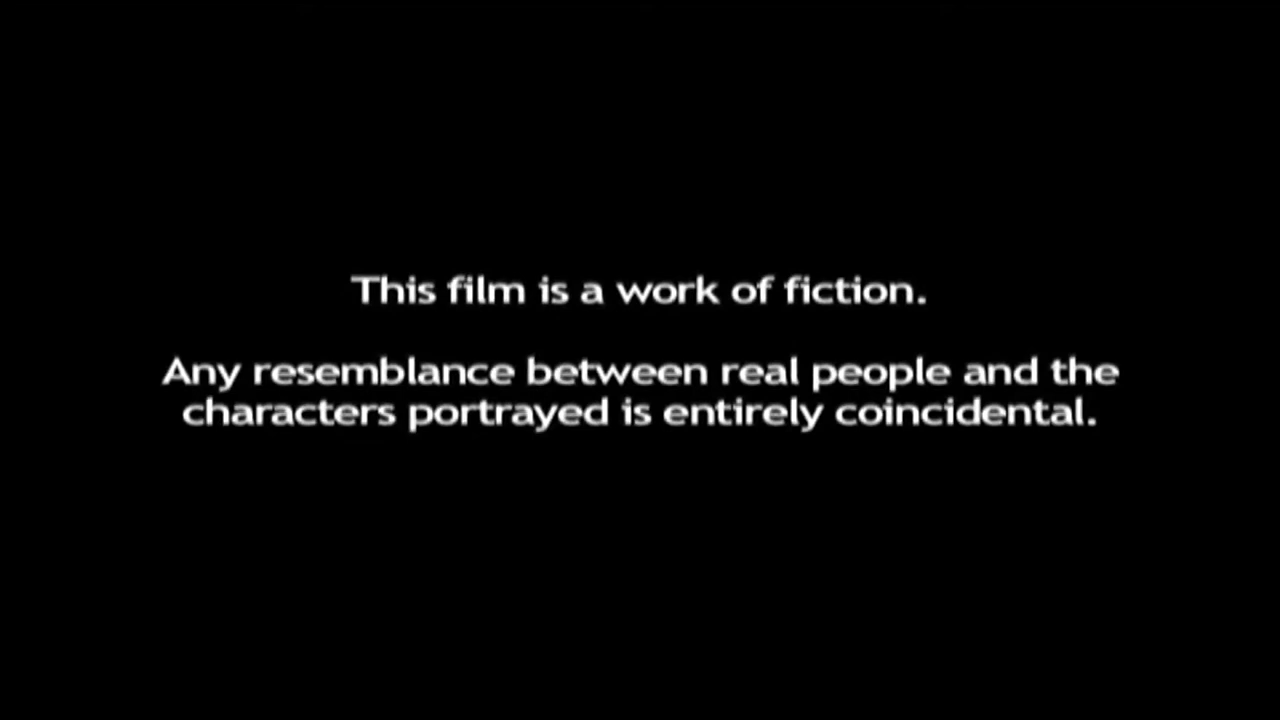 This film is a work of fiction.
Any resemblance between real people and the
characters portrayed is entirely coincidental.